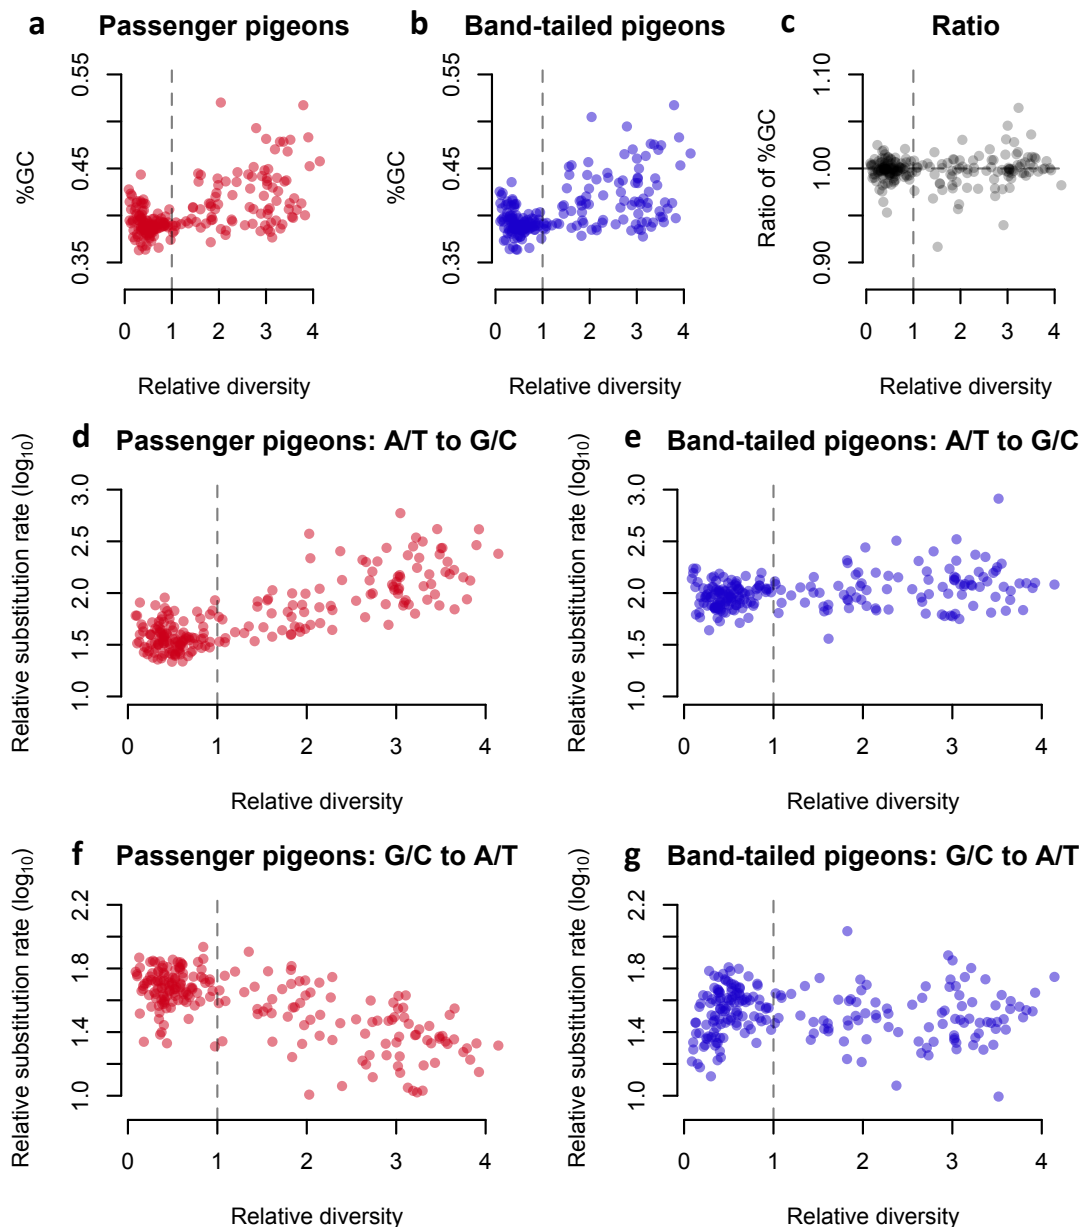 a Passenger pigeons
b Band-tailed pigeons
c Ratio
%GC
0.35 0.45 0.55
0 1 2 3 4
Relative diversity
%GC
0.35 0.45 0.55
0 1 2 3 4
Relative diversity
Ratio of %GC
0.90 1.00 1.10
0 1 2 3 4
Relative diversity
d Passenger pigeons: A/T to G/C
Relative substitution rate (log₁₀)
1.0 1.5 2.0 2.5 3.0
0 1 2 3 4
Relative diversity
e Band-tailed pigeons: A/T to G/C
Relative substitution rate (log₁₀)
1.0 1.5 2.0 2.5 3.0
0 1 2 3 4
Relative diversity
f Passenger pigeons: G/C to A/T
Relative substitution rate (log₁₀)
1.0 1.4 1.8 2.2
0 1 2 3 4
Relative diversity
g Band-tailed pigeons: G/C to A/T
Relative substitution rate (log₁₀)
1.0 1.4 1.8 2.2
0 1 2 3 4
Relative diversity